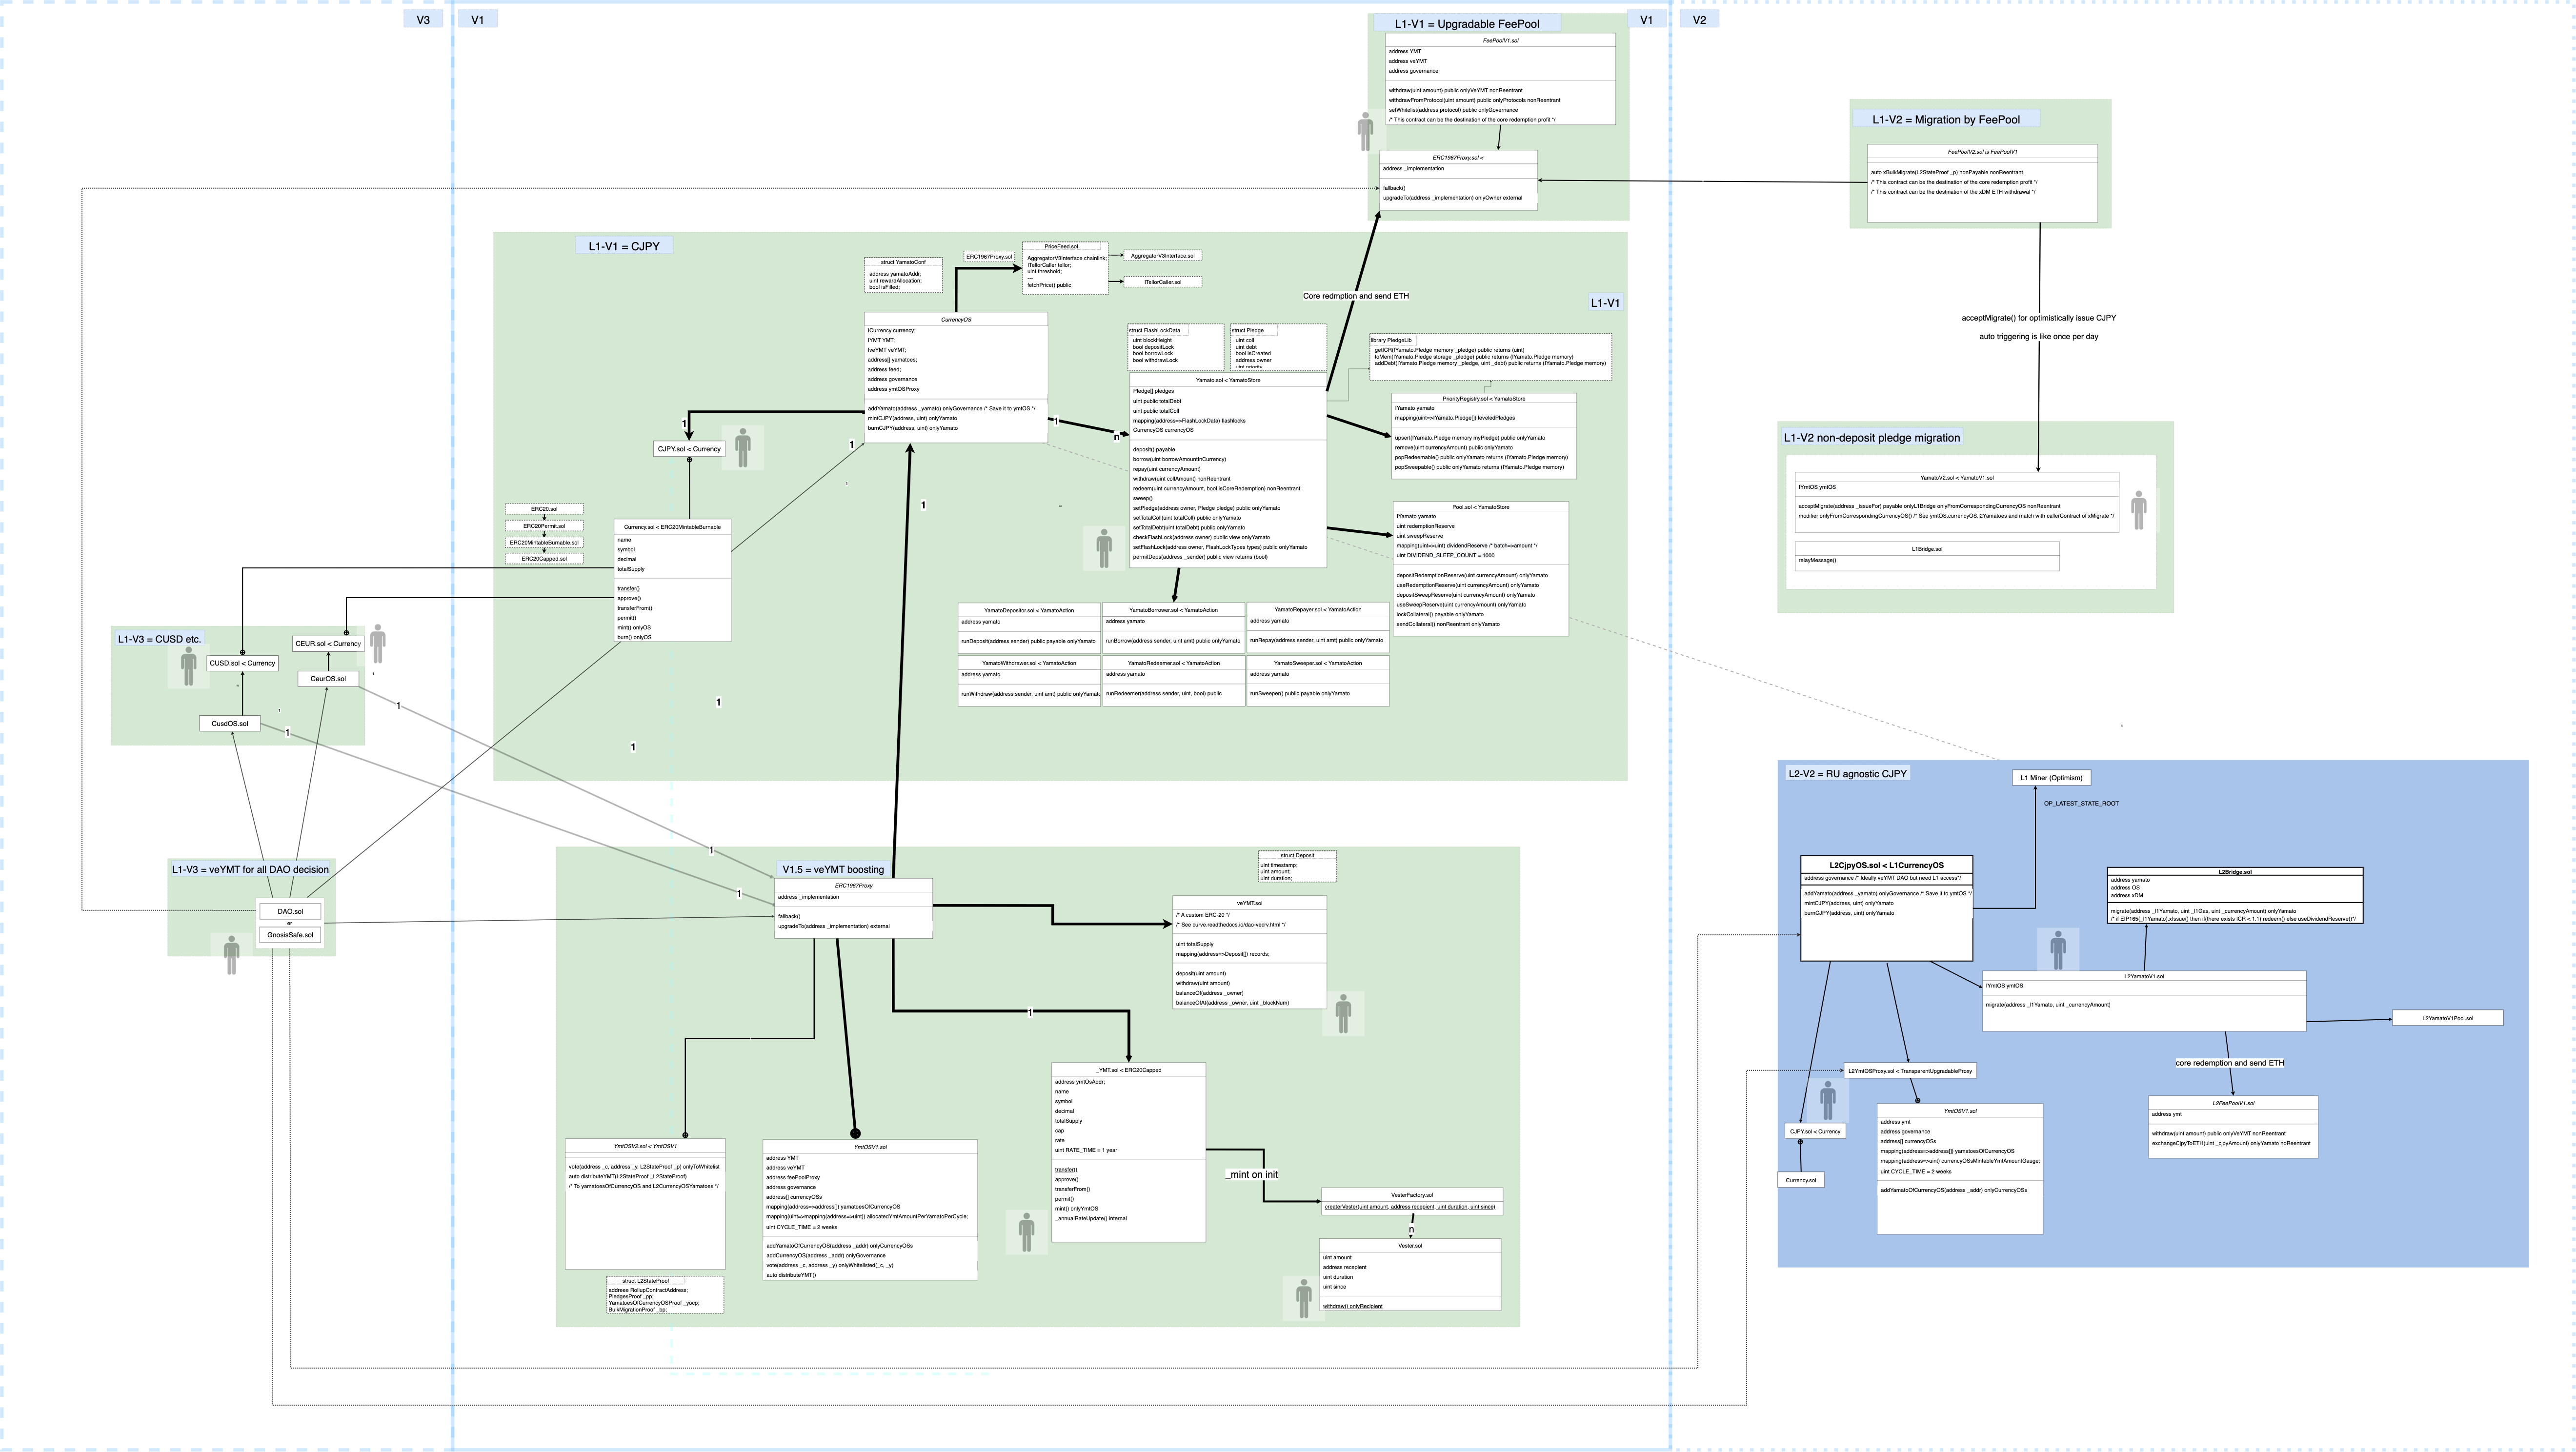 V3
V1
V1
V2
L1-V1 = Upgradable FeePool
FeePoolV1.sol
address YMT
address veYMT
address governance
withdraw(uint amount) public onlyVeYMT nonReentrant
withdrawFromProtocol(uint amount) public onlyProtocols nonReentrant
setWhitelist(address protocol) public onlyGovernance
/* This contract can be the destination of the core redemption profit */
ERC1967Proxy.sol <
address _implementation
fallback()
upgradeTo(address _implementation) onlyOwner external
L1-V2 = Migration by FeePool
FeePoolV2.sol is FeePoolV1
auto xBulkMigrate(L2StateProof _p) nonPayable nonReentrant
/* This contract can be the destination of the core redemption profit */
/* This contract can be the destination of the xDM ETH withdrawal */
acceptMigrate() for optimistically issue CJPY
auto triggering is like once per day
L1-V2 non-deposit pledge migration
YamatoV2.sol < YamatoV1.sol
IYmtOS ymtOS
acceptMigrate(address _issueFor) payable onlyL1Bridge onlyFromCorrespondingCurrencyOS nonReentrant
modifier onlyFromCorrespondingCurrencyOS() /* See ymtOS.currencyOS.l2Yamatoes and match with callerContract of xMigrate */
L1Bridge.sol
relayMessage()
L1-V1 = CJPY
L1-V1
struct YamatoConf
address yamatoAddr;
uint rewardAllocation;
bool isFilled;
ERC1967Proxy.sol
PriceFeed.sol
AggregatorV3Interface chainlink;
ITellorCaller tellor;
uint threshold;
...
fetchPrice() public
AggregatorV3Interface.sol
ITellorCaller.sol
Core redmption and send ETH
CurrencyOS
ICurrency currency;
IYMT YMT;
IveYMT veYMT;
address[] yamatoes;
address feed;
address governance
address ymtOSProxy
addYamato(address _yamato) onlyGovernance /* Save it to ymtOS */
mintCJPY(address, uint) onlyYamato
burnCJPY(address, uint) onlyYamato
struct FlashLockData
uint blockHeight
bool depositLock
bool borrowLock
bool withdrawLock
struct Pledge
uint coll
uint debt
bool isCreated
address owner
uint priority
library PledgeLib
getICR(IYamato.Pledge memory _pledge) public returns (uint)
toMem(IYamato.Pledge storage _pledge) public returns (IYamato.Pledge memory)
addDebt(IYamato.Pledge memory _pledge, uint _debt) public returns (IYamato.Pledge memory)
Yamato.sol < YamatoStore
Pledge[] pledges
uint public totalDebt
uint public totalColl
mapping(address=>FlashLockData) flashlocks
CurrencyOS currencyOS
deposit() payable
borrow(uint borrowAmountInCurrency)
repay(uint currencyAmount)
withdraw(uint collAmount) nonReentrant
redeem(uint currencyAmount, bool isCoreRedemption) nonReentrant
sweep()
setPledge(address owner, Pledge pledge) public onlyYamato
setTotalColl(uint totalColl) public onlyYamato
setTotalDebt(uint totalDebt) public onlyYamato
checkFlashLock(address owner) public view onlyYamato
setFlashLock(address owner, FlashLockTypes types) public onlyYamato
permitDeps(address _sender) public view returns (bool)
PriorityRegistry.sol < YamatoStore
IYamato yamato
mapping(uint=>IYamato.Pledge[]) leveledPledges
upsert(IYamato.Pledge memory myPledge) public onlyYamato
remove(uint currencyAmount) public onlyYamato
popRedeemable() public onlyYamato returns (IYamato.Pledge memory)
popSweepable() public onlyYamato returns (IYamato.Pledge memory)
Pool.sol < YamatoStore
IYamato yamato
uint redemptionReserve
uint sweepReserve
mapping(uint=>uint) dividendReserve /* batch=>amount */
uint DIVIDEND_SLEEP_COUNT = 1000
depositRedemptionReserve(uint currencyAmount) onlyYamato
useRedemptionReserve(uint currencyAmount) onlyYamato
depositSweepReserve(uint currencyAmount) onlyYamato
useSweepReserve(uint currencyAmount) onlyYamato
lockCollateral() payable onlyYamato
sendCollateral() nonReentrant onlyYamato
1
1
n
1
1
1
1
1
CJPY.sol < Currency
ERC20.sol
ERC20Permit.sol
ERC20MintableBurnable.sol
ERC20Capped.sol
Currency.sol < ERC20MintableBurnable
name
symbol
decimal
totalSupply
transfer()
approve()
transferFrom()
permit()
mint() onlyOS
burn() onlyOS
YamatoDepositor.sol < YamatoAction
address yamato
runDeposit(address sender) public payable onlyYamato
YamatoBorrower.sol < YamatoAction
address yamato
runBorrow(address sender, uint amt) public onlyYamato
YamatoRepayer.sol < YamatoAction
address yamato
runRepay(address sender, uint amt) public onlyYamato
YamatoWithdrawer.sol < YamatoAction
address yamato
runWithdraw(address sender, uint amt) public onlyYamato
YamatoRedeemer.sol < YamatoAction
address yamato
runRedeemer(address sender, uint, bool) public
YamatoSweeper.sol < YamatoAction
address yamato
runSweeper() public payable onlyYamato
L1-V3 = CUSD etc.
CEUR.sol < Currency
CUSD.sol < Currency
CeurOS.sol
CusdOS.sol
1
1
1
1
1
1
L1-V3 = veYMT for all DAO decision
DAO.sol
or
GnosisSafe.sol
V1.5 = veYMT boosting
ERC1967Proxy
address _implementation
fallback()
upgradeTo(address _implementation) external
struct Deposit
uint timestamp;
uint amount;
uint duration;
veYMT.sol
/* A custom ERC-20 */
/* See curve.readthedocs.io/dao-vecrv.html */
uint totalSupply
mapping(address=>Deposit[]) records;
deposit(uint amount)
withdraw(uint amount)
balanceOf(address _owner)
balanceOfAt(address _owner, uint _blockNum)
1
_YMT.sol < ERC20Capped
address ymtOsAddr;
name
symbol
decimal
totalSupply
cap
rate
uint RATE_TIME = 1 year
transfer()
approve()
transferFrom()
permit()
mint() onlyYmtOS
_annualRateUpdate() internal
_mint on init
VesterFactory.sol
createrVester(uint amount, address recepient, uint duration, uint since)
n
Vester.sol
uint amount
address recepient
uint duration
uint since
withdraw() onlyRecipient
YmtOSV2.sol < YmtOSV1
vote(address _c, address _y, L2StateProof _p) onlyToWhitelist
auto distributeYMT(L2StateProof _L2StateProof)
/* To yamatoesOfCurrencyOS and L2CurrencyOSYamatoes */
struct L2StateProof
addreee RollupContractAddress;
PledgesProof _pp;
YamatoesOfCurrencyOSProof _yocp;
BulkMigrationProof _bp;
YmtOSV1.sol
address YMT
address veYMT
address feePoolProxy
address governance
address[] currencyOSs
mapping(address=>address[]) yamatoesOfCurrencyOS
mapping(uint=>mapping(address=>uint)) allocatedYmtAmountPerYamatoPerCycle;
uint CYCLE_TIME = 2 weeks
addYamatoOfCurrencyOS(address _addr) onlyCurrencyOSs
addCurrencyOS(address _addr) onlyGovernance
vote(address _c, address _y) onlyWhitelisted(_c, _y)
auto distributeYMT()
L2-V2 = RU agnostic CJPY
L1 Miner (Optimism)
OP_LATEST_STATE_ROOT
L2CjpyOS.sol < L1CurrencyOS
address governance /* Ideally veYMT DAO but need L1 access*/
addYamato(address _yamato) onlyGovernance /* Save it to ymtOS */
mintCJPY(address, uint) onlyYamato
burnCJPY(address, uint) onlyYamato
L2Bridge.sol
address yamato
address OS
address xDM
migrate(address _l1Yamato, uint _l1Gas, uint _currencyAmount) onlyYamato
/* if EIP165(_l1Yamato).xIssue() then if(there exists ICR < 1.1) redeem() else useDividendReserve()*/
L2YamatoV1.sol
IYmtOS ymtOS
migrate(address _l1Yamato, uint _currencyAmount)
L2YamatoV1Pool.sol
core redemption and send ETH
L2FeePoolV1.sol
address ymt
withdraw(uint amount) public onlyVeYMT nonReentrant
exchangeCjpyToETH(uint _cjpyAmount) onlyYamato noReentrant
L2YmtOSProxy.sol < TransparentUpgradableProxy
CJPY.sol < Currency
Currency.sol
YmtOSV1.sol
address ymt
address governance
address[] currencyOSs
mapping(address=>address[]) yamatoesOfCurrencyOS
mapping(address=>uint) currencyOSsMintableYmtAmountGauge;
uint CYCLE_TIME = 2 weeks
addYamatoOfCurrencyOS(address _addr) onlyCurrencyOSs